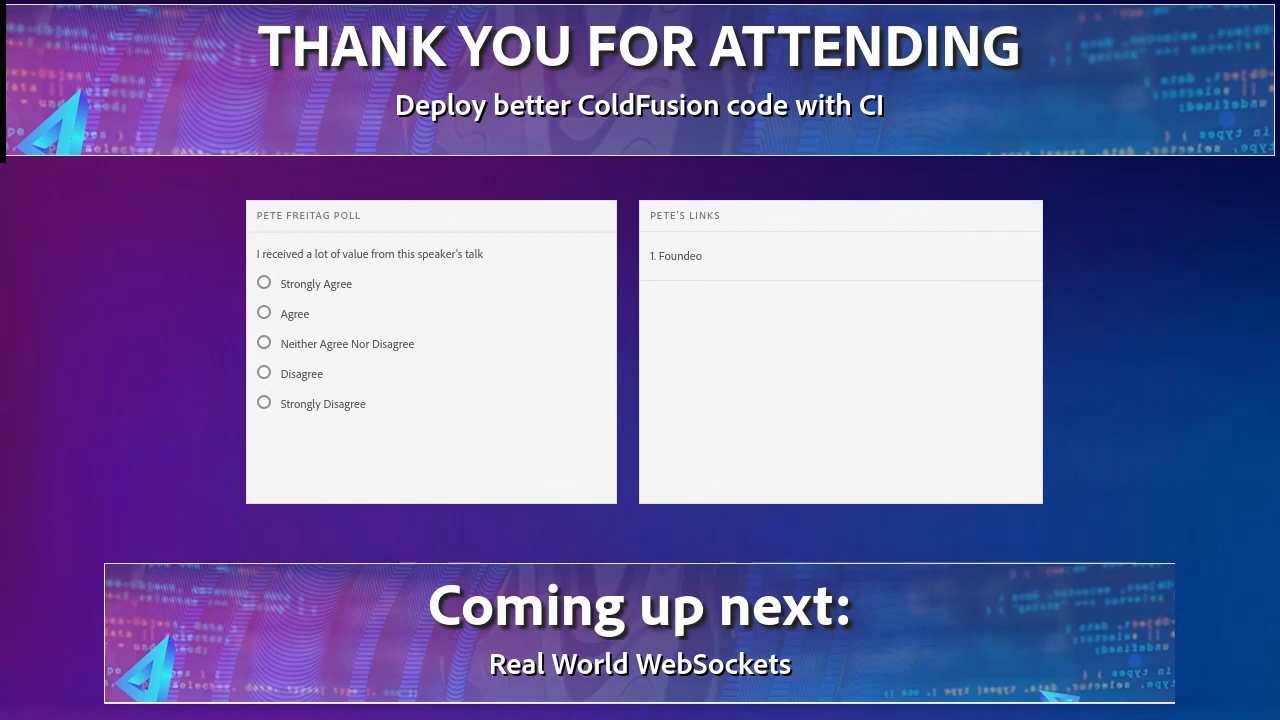 THANK YOU FOR ATTENDING
Deploy better ColdFusion code with CI
PETE FREITAG POLL
I received a lot of value from this speaker's talk
Strongly Agree
Agree
Neither Agree Nor Disagree
Disagree
Strongly Disagree
PETE'S LINKS
1. Foundeo
Coming up next:
Real World WebSockets